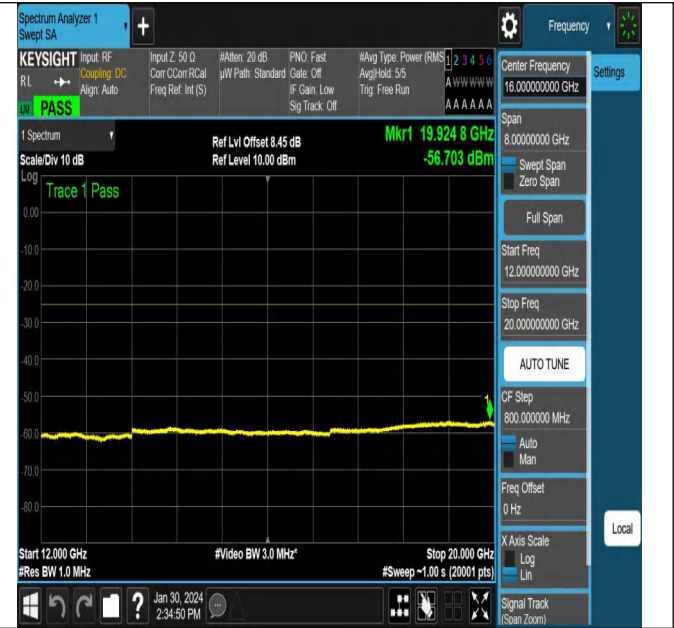 Spectrum Analyzer 1
Swept SA
+
Frequency
KEYSIGHT
RL
LXI
PASS
Input: RF
Coupling: DC
Align: Auto
Input Z: 50 Ω
Corr CCorr RCal
Freq Ref: Int (S)
#Atten: 20 dB
µW Path: Standard
PNO: Fast
Gate: Off
IF Gain: Low
Sig Track: Off
#Avg Type: Power (RMS
Avg|Hold: 5/5
Trig: Free Run
1 2 3 4 5 6
A W W W W W
A A A A A A
1 Spectrum
Scale/Div 10 dB
Ref Lvl Offset 8.45 dB
Ref Level 10.00 dBm
Mkr1 19.924 8 GHz
-56.703 dBm
Log
Trace 1 Pass
0.00
-10.0
-20.0
-30.0
-40.0
-50.0
-60.0
-70.0
-80.0
1
Start 12.000 GHz
#Res BW 1.0 MHz
#Video BW 3.0 MHz*
Stop 20.000 GHz
#Sweep ~1.00 s (20001 pts)
Jan 30, 2024
2:34:50 PM
Center Frequency
16.000000000 GHz
Settings
Span
8.00000000 GHz
Swept Span
Zero Span
Full Span
Start Freq
12.000000000 GHz
Stop Freq
20.000000000 GHz
AUTO TUNE
CF Step
800.000000 MHz
Auto
Man
Freq Offset
0 Hz
X Axis Scale
Log
Lin
Local
Signal Track
(Span Zoom)